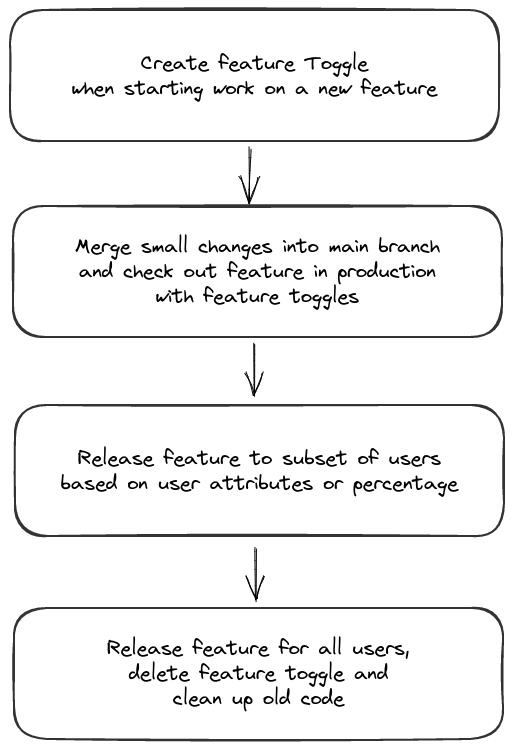 Create feature Toggle
when starting work on a new feature
Merge small changes into main branch
and check out feature in production
with feature toggles
Release feature to subset of users
based on user attributes or percentage
Release feature for all users,
delete feature toggle and
clean up old code